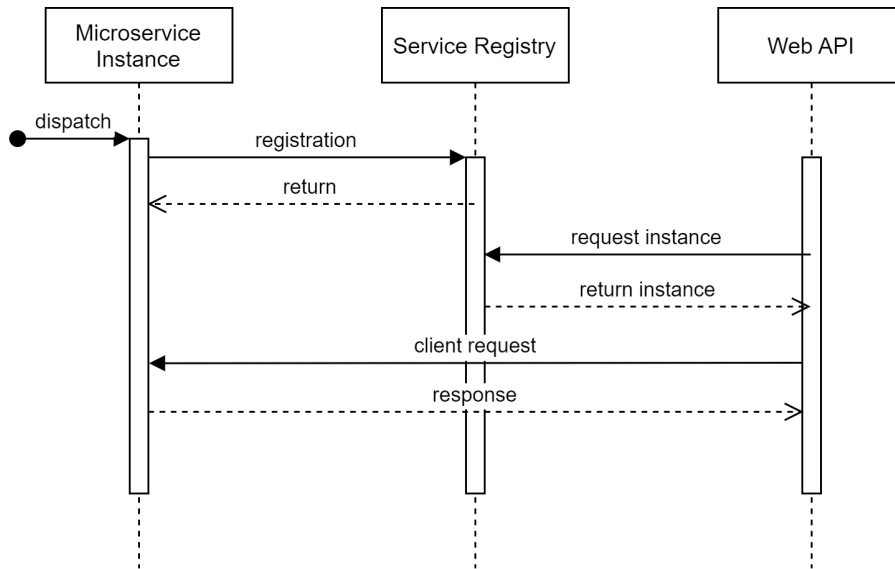 Microservice
Instance
Service Registry
Web API
dispatch
registration
return
request instance
return instance
client request
response